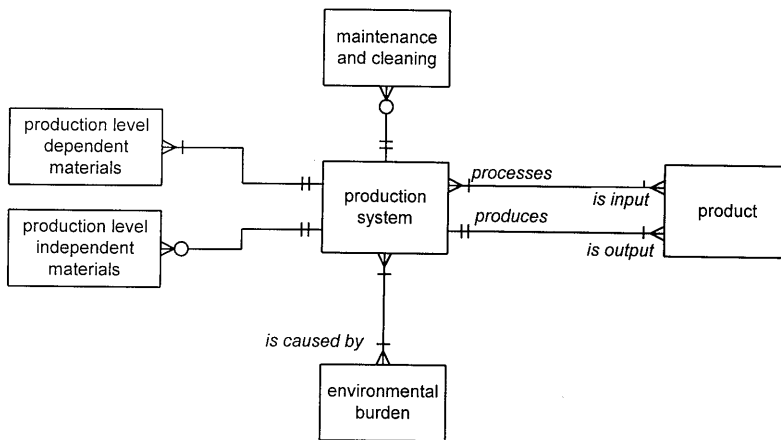 maintenance
and cleaning
production level
dependent
materials
production level
independent
materials
production
system
processes
is input
produces
is output
product
is caused by
environmental
burden